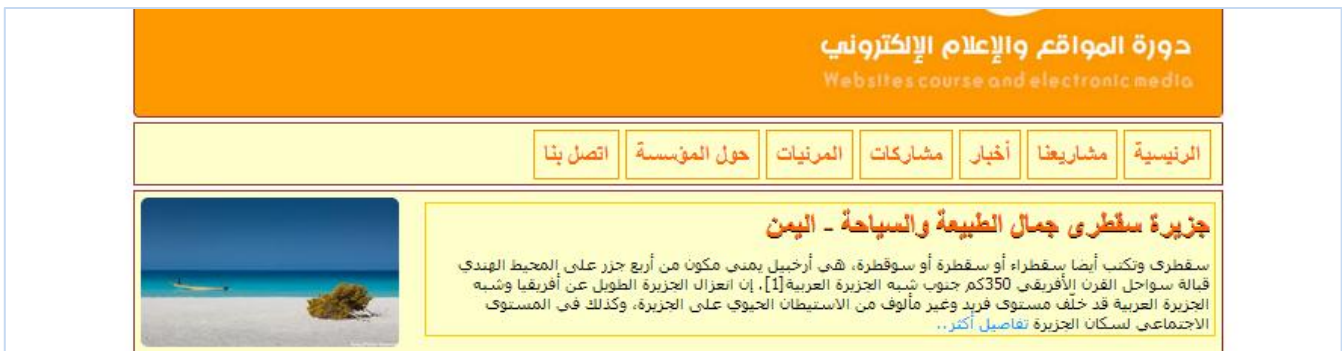 دورة المواقع والإعلام الإلكتروني
Websites course and electronic media
الرئيسية مشاريعنا أخبار مشاركات المرئيات حول المؤسسة اتصل بنا
جزيرة سقطرى جمال الطبيعة والسياحة - اليمن
سقطرى وتكتب أيضا سقطراء أو سقطرة أو سوقطرة، هي أرخبيل يمني مكون من أربع جزر على المحيط الهندي
قبالة سواحل القرن الأفريقي 350كم جنوب شبه الجزيرة العربية[1]. إن انعزال الجزيرة الطويل عن أفريقيا وشبه
الجزيرة العربية قد خلّف مستوى فريد وغير مألوف من الاستيطان الحيوي على الجزيرة، وكذلك في المستوى
الاجتماعي لسكان الجزيرة تفاصيل أكثر..